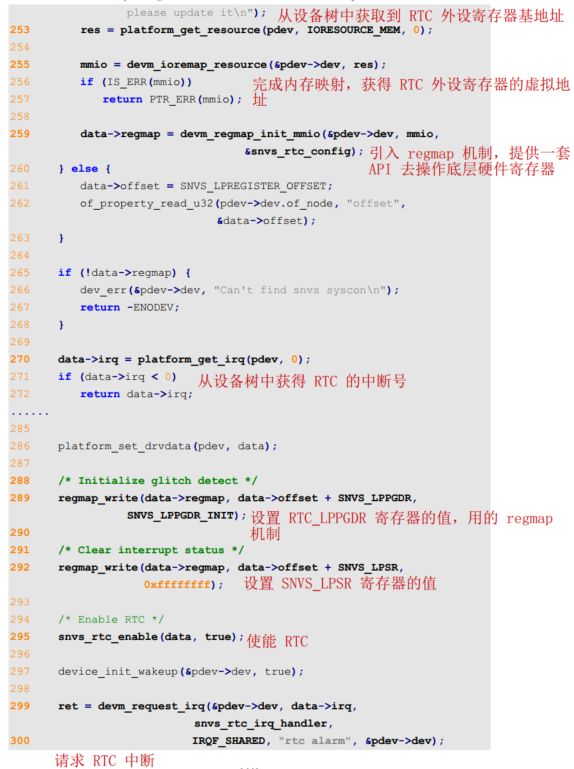 please update it\n"); 从设备树中获取到 RTC 外设寄存器基地址
253 res = platform_get_resource(pdev, IORESOURCE_MEM, 0);
254
255 mmio = devm_ioremap_resource(&pdev->dev, res);
256 if (IS_ERR(mmio)) 完成内存映射，获得 RTC 外设寄存器的虚拟地
257 return PTR_ERR(mmio); 址
258
259 data->regmap = devm_regmap_init_mmio(&pdev->dev, mmio,
&snvs_rtc_config); 引入 regmap 机制，提供一套
260 } else { API 去操作底层硬件寄存器
261 data->offset = SNVS_LPREGISTER_OFFSET;
262 of_property_read_u32(pdev->dev.of_node, "offset",
&data->offset);
263 }
264
265 if (!data->regmap) {
266 dev_err(&pdev->dev, "Can't find snvs syscon\n");
267 return -ENODEV;
268 }
269
270 data->irq = platform_get_irq(pdev, 0);
271 if (data->irq < 0) 从设备树中获得 RTC 的中断号
272 return data->irq;
......
285
286 platform_set_drvdata(pdev, data);
287
288 /* Initialize glitch detect */
289 regmap_write(data->regmap, data->offset + SNVS_LPPGDR,
SNVS_LPPGDR_INIT); 设置 RTC_LPPGDR 寄存器的值，用的 regmap
290 机制
291 /* Clear interrupt status */
292 regmap_write(data->regmap, data->offset + SNVS_LPSR,
0xffffffff); 设置 SNVS_LPSR 寄存器的值
293
294 /* Enable RTC */
295 snvs_rtc_enable(data, true); 使能 RTC
296
297 device_init_wakeup(&pdev->dev, true);
298
299 ret = devm_request_irq(&pdev->dev, data->irq,
snvs_rtc_irq_handler,
300 IRQF_SHARED, "rtc alarm", &pdev->dev);
请求 RTC 中断